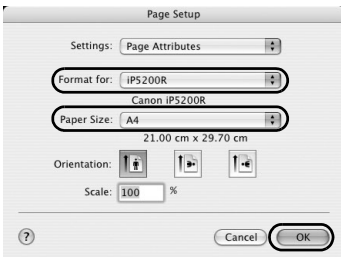 Page Setup
Settings: Page Attributes
Format for: iP5200R
Canon iP5200R
Paper Size: A4
21.00 cm x 29.70 cm
Orientation:
Scale: 100 %
? Cancel OK